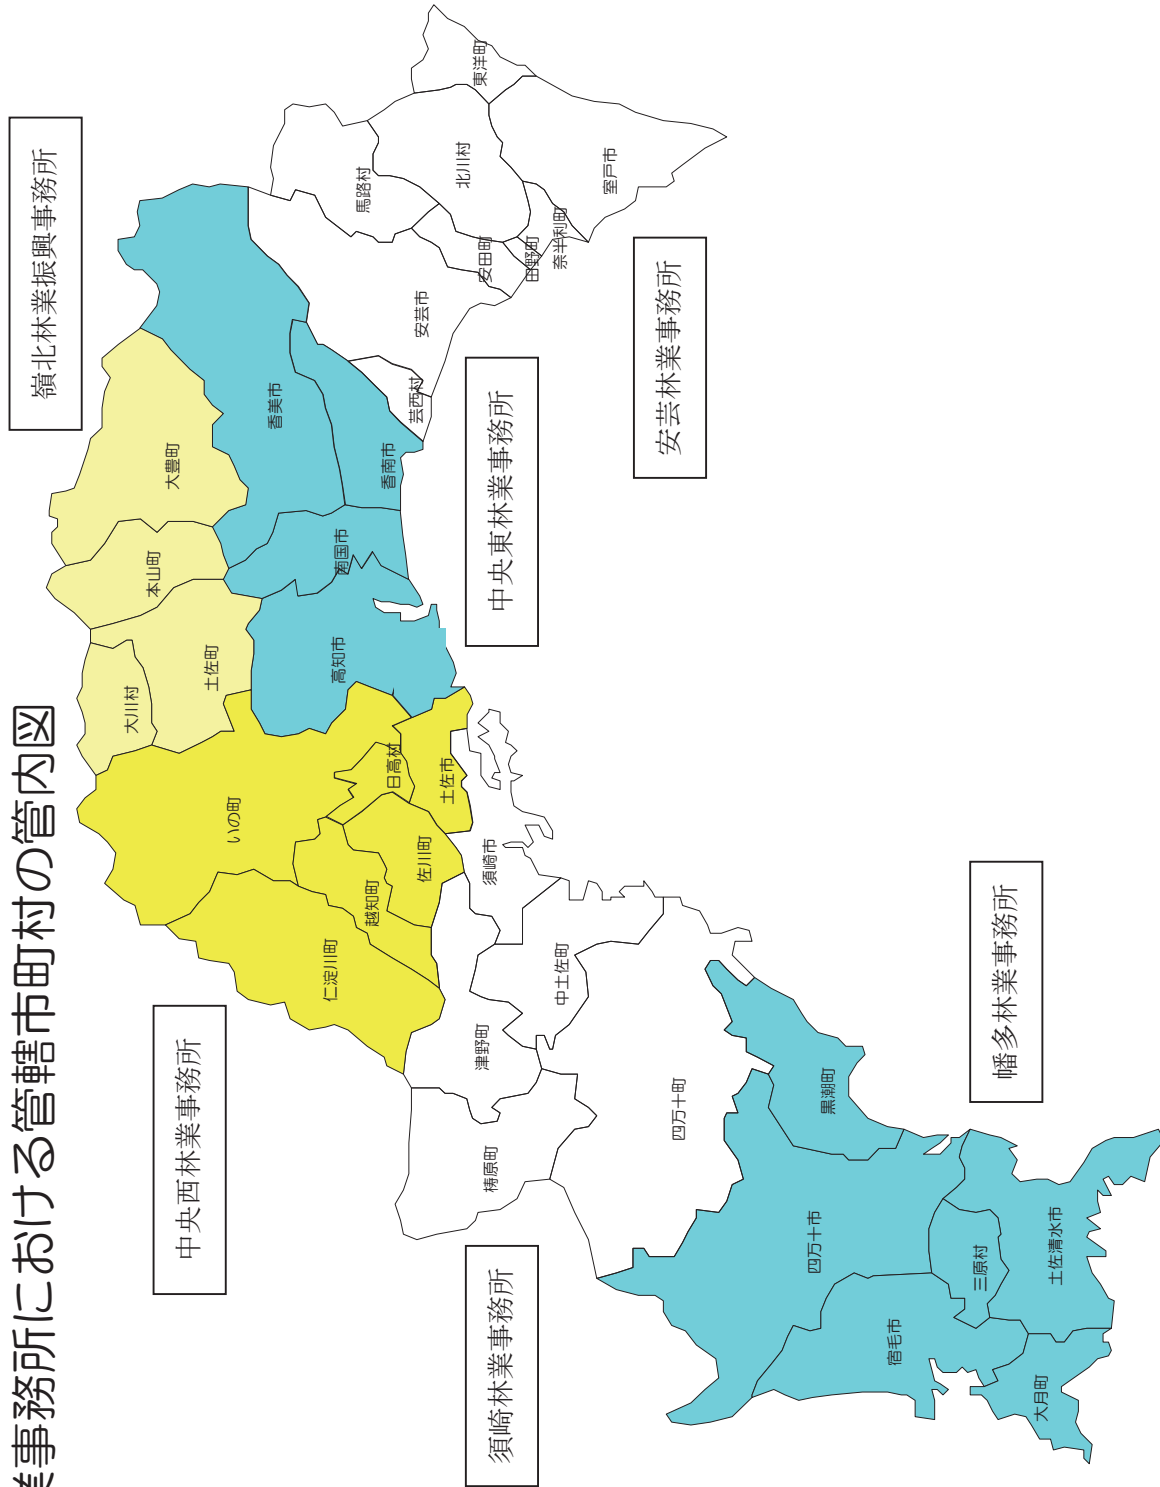 業事務所における管轄市町村の管内図
嶺北林業振興事務所
中央西林業事務所
中央東林業事務所
須崎林業事務所
安芸林業事務所
幡多林業事務所
大川村
本山町
大豊町
土佐町
いの町
仁淀川町
越知町
佐川町
日高村
土佐市
高知市
南国市
香美市
香南市
芸西村
安芸市
馬路村
安田町
田野町
奈半利町
北川村
東洋町
室戸市
須崎市
津野町
中土佐町
梼原町
四万十町
黒潮町
四万十市
宿毛市
三原村
土佐清水市
大月町